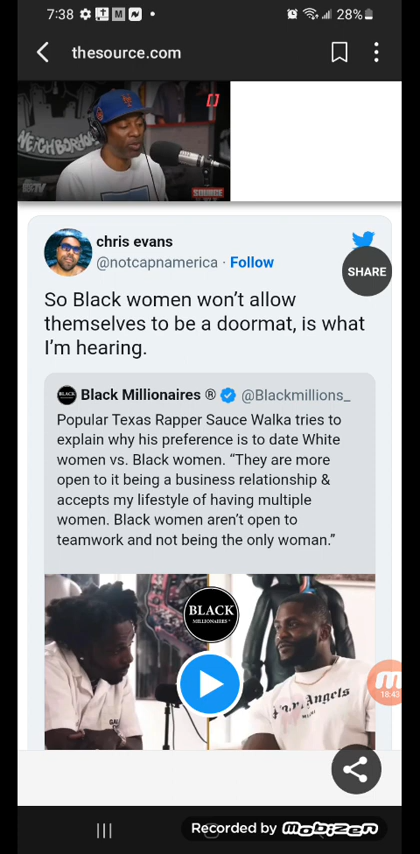 7:38
28%
thesource.com
NEIGHBORHOOD
SOURCE
chris evans
@notcapnamerica · Follow
SHARE
So Black women won't allow
themselves to be a doormat, is what
I'm hearing.
Black Millionaires ® @Blackmillions_
Popular Texas Rapper Sauce Walka tries to
explain why his preference is to date White
women vs. Black women. “They are more
open to it being a business relationship &
accepts my lifestyle of having multiple
women. Black women aren't open to
teamwork and not being the only woman.”
BLACK
MILLIONAIRES
Angels
18:43
Recorded by mobizen